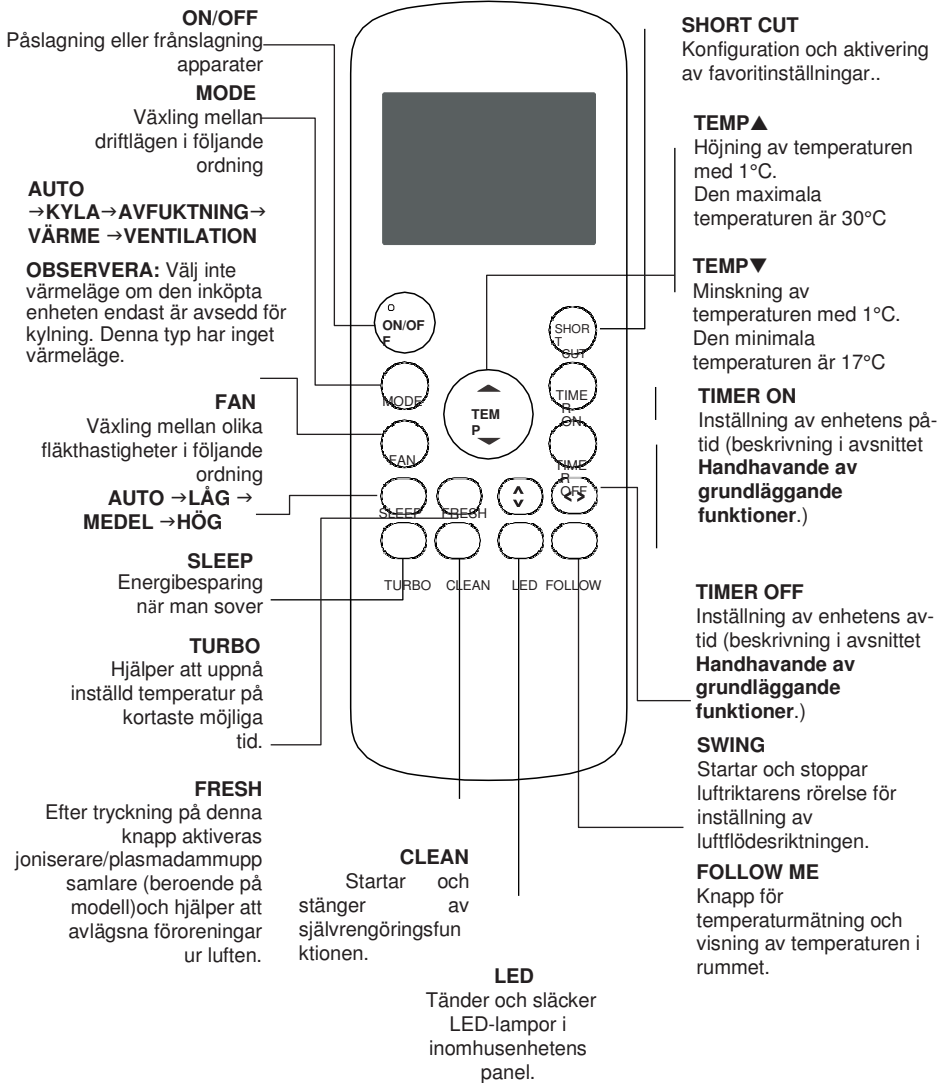 ON/OFF
Påslagning eller frånslagning
apparater
MODE
Växling mellan
driftlägen i följande
ordning
AUTO
→KYLA→AVFUKTNING→
VÄRME →VENTILATION
OBSERVERA: Välj inte
värmeläge om den inköpta
enheten endast är avsedd för
kylning. Denna typ har inget
värmeläge.
FAN
Växling mellan olika
fläkthastigheter i följande
ordning
AUTO →LÅG →
MEDEL →HÖG
SLEEP
Energibesparing
när man sover
TURBO
Hjälper att uppnå
inställd temperatur på
kortaste möjliga
tid.
FRESH
Efter tryckning på denna
knapp aktiveras
joniserare/plasmadammupp
samlare (beroende på
modell)och hjälper att
avlägsna föroreningar
ur luften.
CLEAN
Startar och
stänger av
självrengöringsfun
ktionen.
LED
Tänder och släcker
LED-lampor i
inomhusenhetens
panel.
ON/OF
F
MODE
FAN
TEM
P
SHOR
T
CUT
TIME
R
ON
TIME
R
OFF
SLEEP FRESH
TURBO CLEAN LED FOLLOW
SHORT CUT
Konfiguration och aktivering
av favoritinställningar..
TEMP▲
Höjning av temperaturen
med 1°C.
Den maximala
temperaturen är 30°C
TEMP▼
Minskning av
temperaturen med 1°C.
Den minimala
temperaturen är 17°C
TIMER ON
Inställning av enhetens på-
tid (beskrivning i avsnittet
Handhavande av
grundläggande
funktioner.)
TIMER OFF
Inställning av enhetens av-
tid (beskrivning i avsnittet
Handhavande av
grundläggande
funktioner.)
SWING
Startar och stoppar
luftriktarens rörelse för
inställning av
luftflödesriktningen.
FOLLOW ME
Knapp för
temperaturmätning och
visning av temperaturen i
rummet.